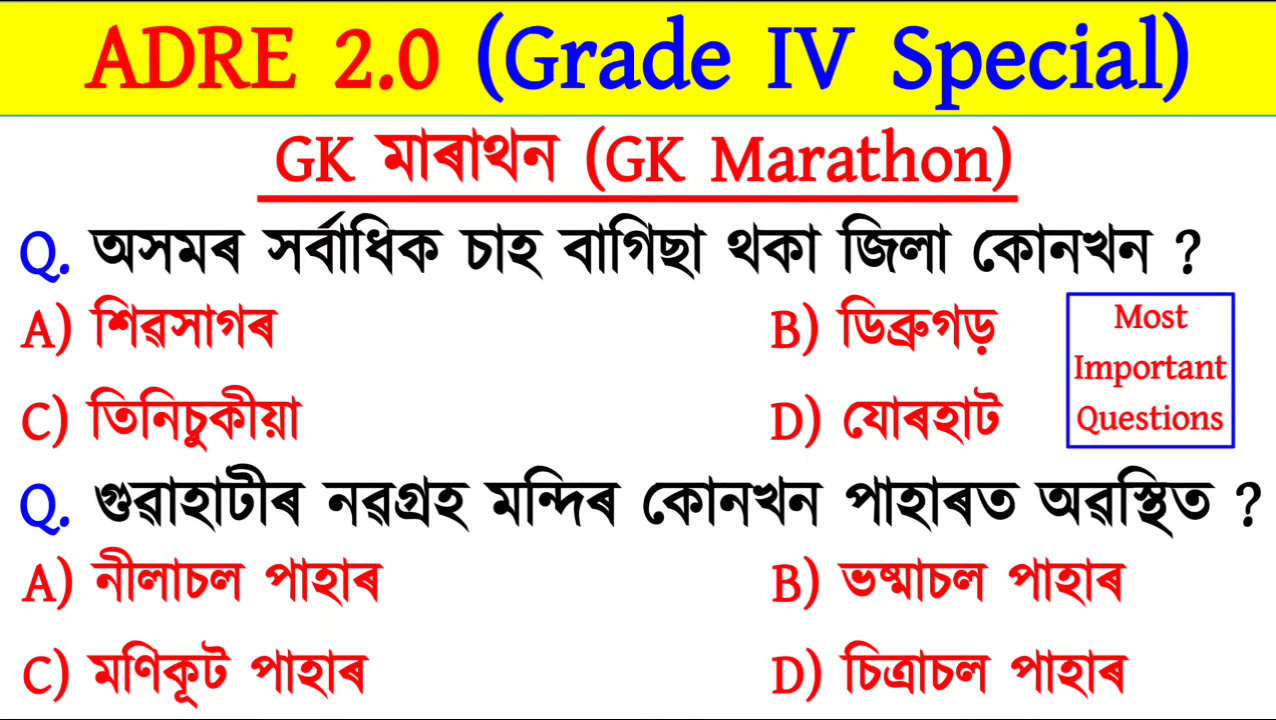 ADRE 2.0 (Grade IV Special)
GK মাৰাথন (GK Marathon)
Q. অসমৰ সৰ্বাধিক চাহ বাগিছা থকা জিলা কোনখন ?
A) শিৱসাগৰ
B) ডিব্ৰুগড়
C) তিনিচুকীয়া
D) যোৰহাট
Most
Important
Questions
Q. গুৱাহাটীৰ নৱগ্ৰহ মন্দিৰ কোনখন পাহাৰত অৱস্থিত ?
A) নীলাচল পাহাৰ
B) ভষ্মাচল পাহাৰ
C) মণিকূট পাহাৰ
D) চিত্ৰাচল পাহাৰ